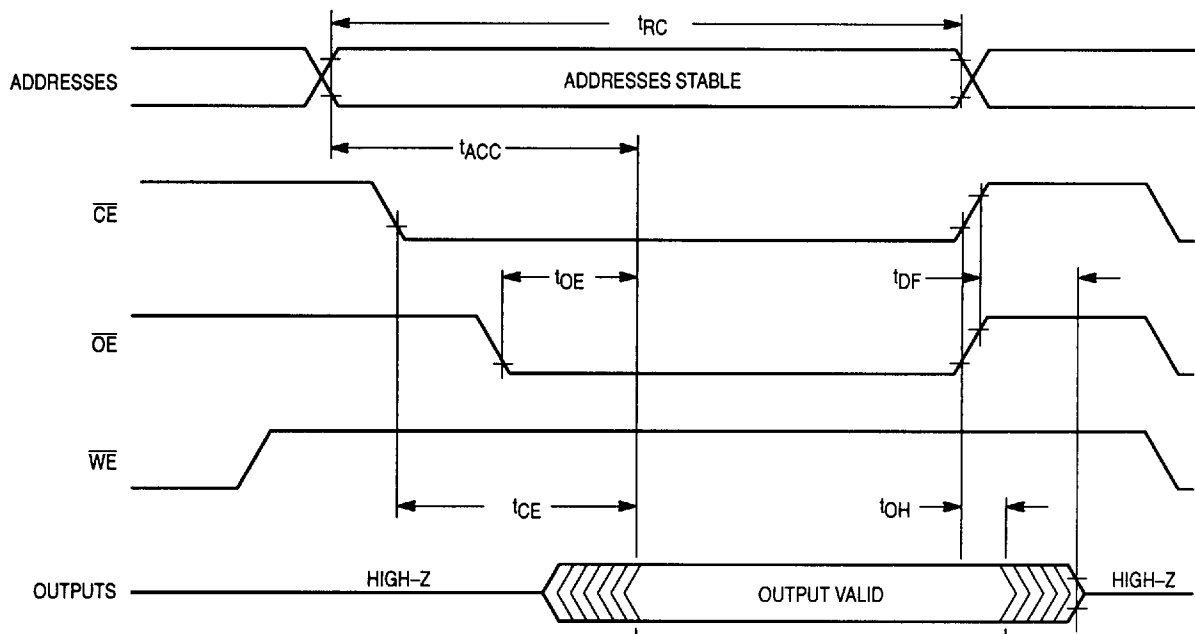 tRC
ADDRESSES
ADDRESSES STABLE
tACC
CE
tOE
tDF
OE
WE
tCE
tOH
OUTPUTS
HIGH–Z
OUTPUT VALID
HIGH–Z